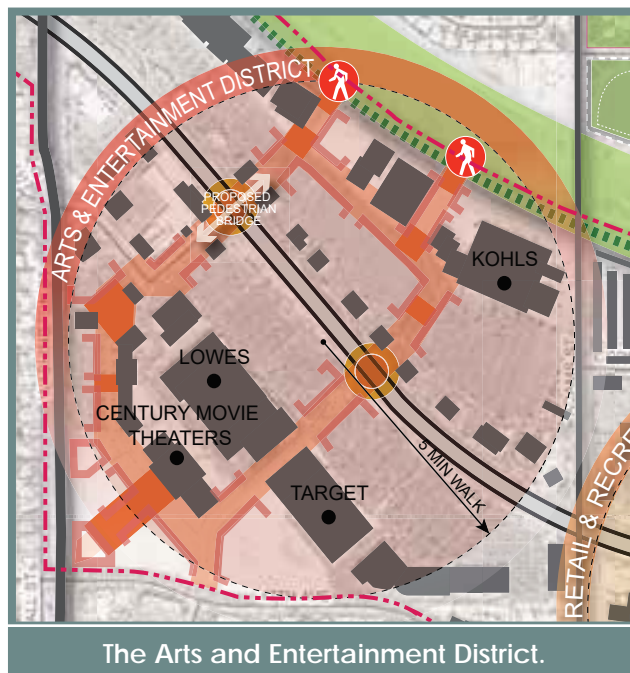 ARTS & ENTERTAINMENT DISTRICT
PROPOSED
PEDESTRIAN
BRIDGE
KOHLS
LOWES
CENTURY MOVIE
THEATERS
TARGET
5 MIN WALK
RETAIL & RECRE
The Arts and Entertainment District.